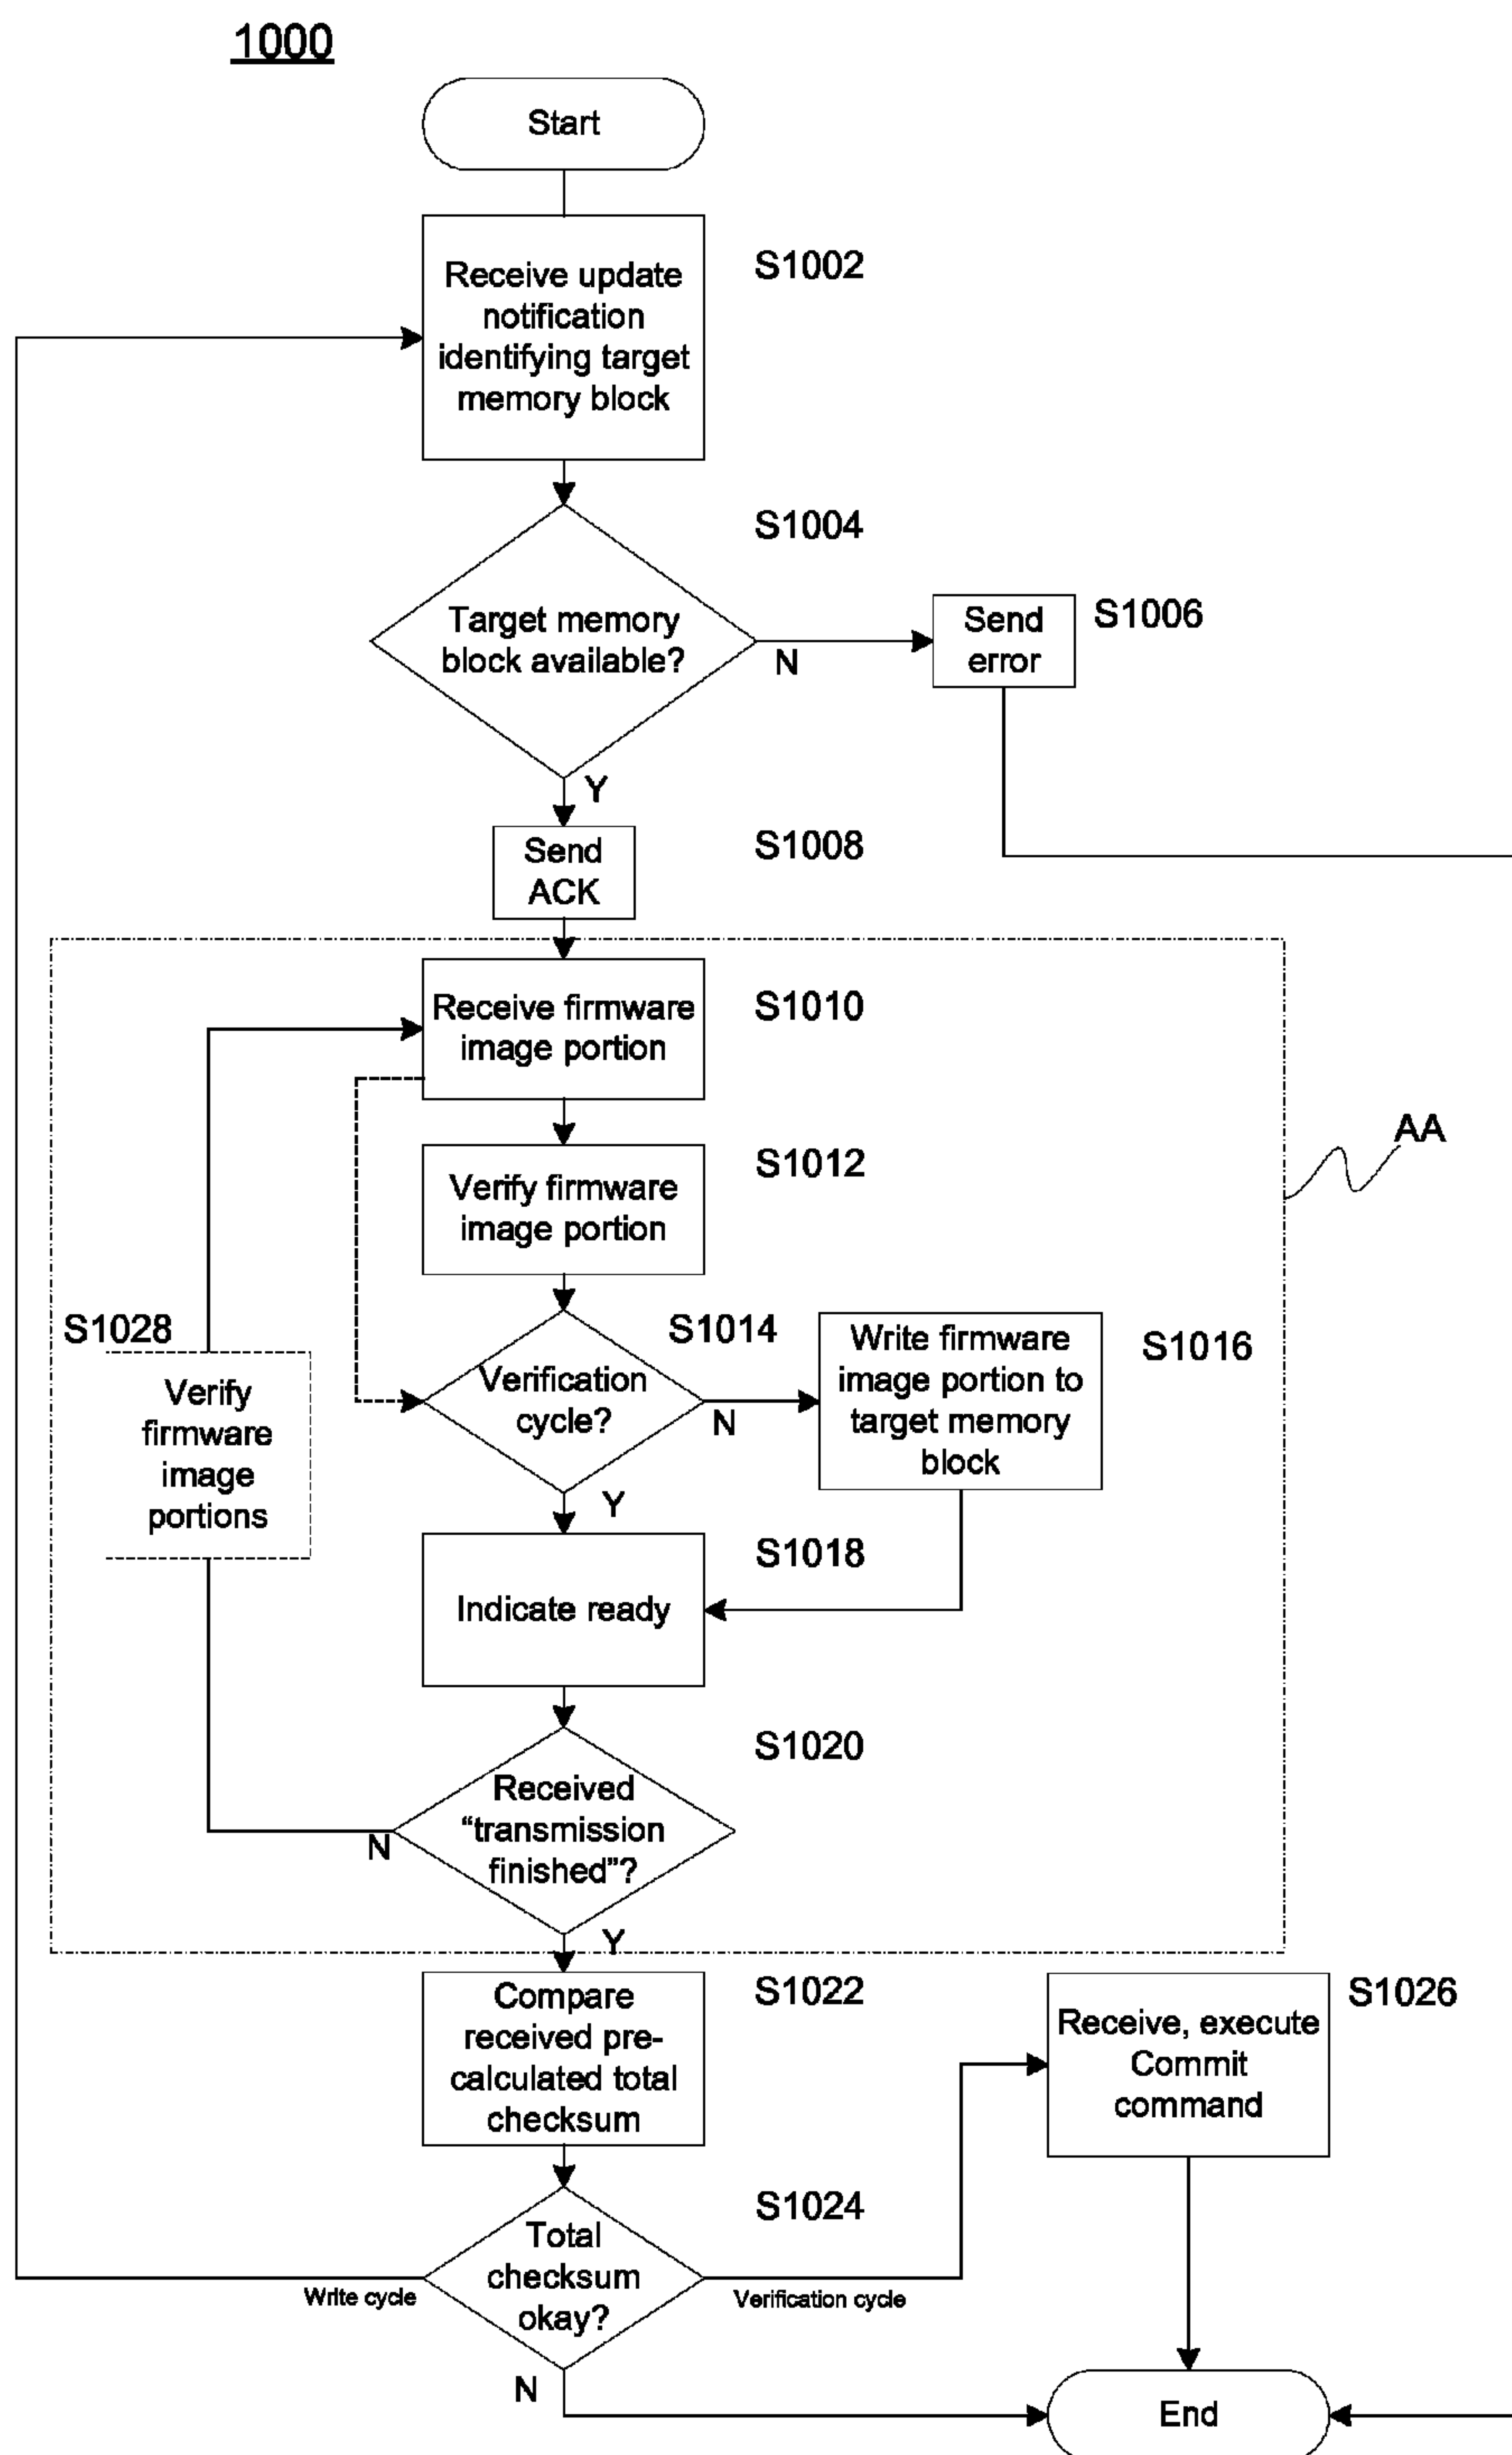 1000
Start
Receive update
notification
identifying target
memory block
S1002
S1004
Target memory
block available?
N
Send
error
S1006
Y
Send
ACK
S1008
Receive firmware
image portion
S1010
AA
Verify firmware
image portion
S1012
S1028
Verify
firmware
image
portions
Verification
cycle?
S1014
N
Write firmware
image portion to
target memory
block
S1016
Y
Indicate ready
S1018
Received
“transmission
finished”?
S1020
N
Y
Compare
received pre-
calculated total
checksum
S1022
Receive, execute
Commit
command
S1026
Total
checksum
okay?
S1024
Write cycle
Verification cycle
N
End